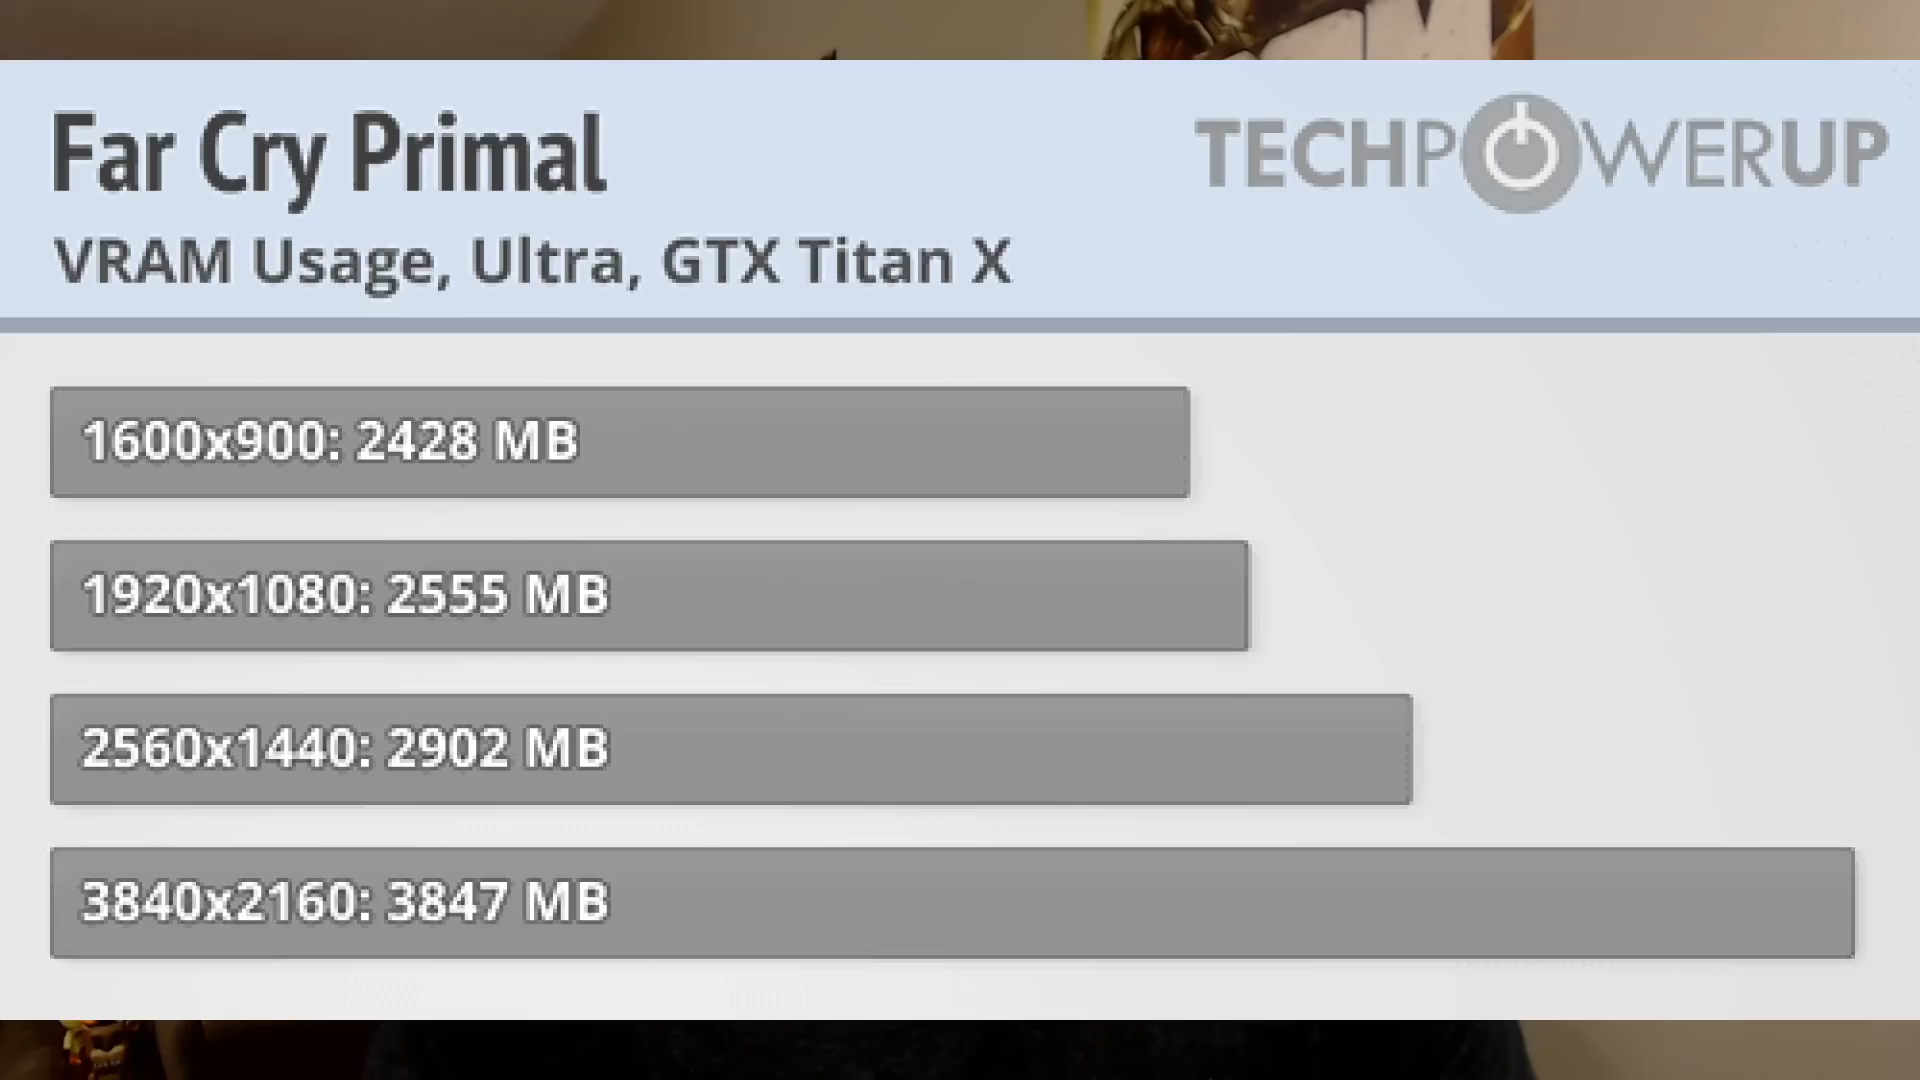 Far Cry Primal
TECHPOWERUP
VRAM Usage, Ultra, GTX Titan X
1600x900: 2428 MB
1920x1080: 2555 MB
2560x1440: 2902 MB
3840x2160: 3847 MB